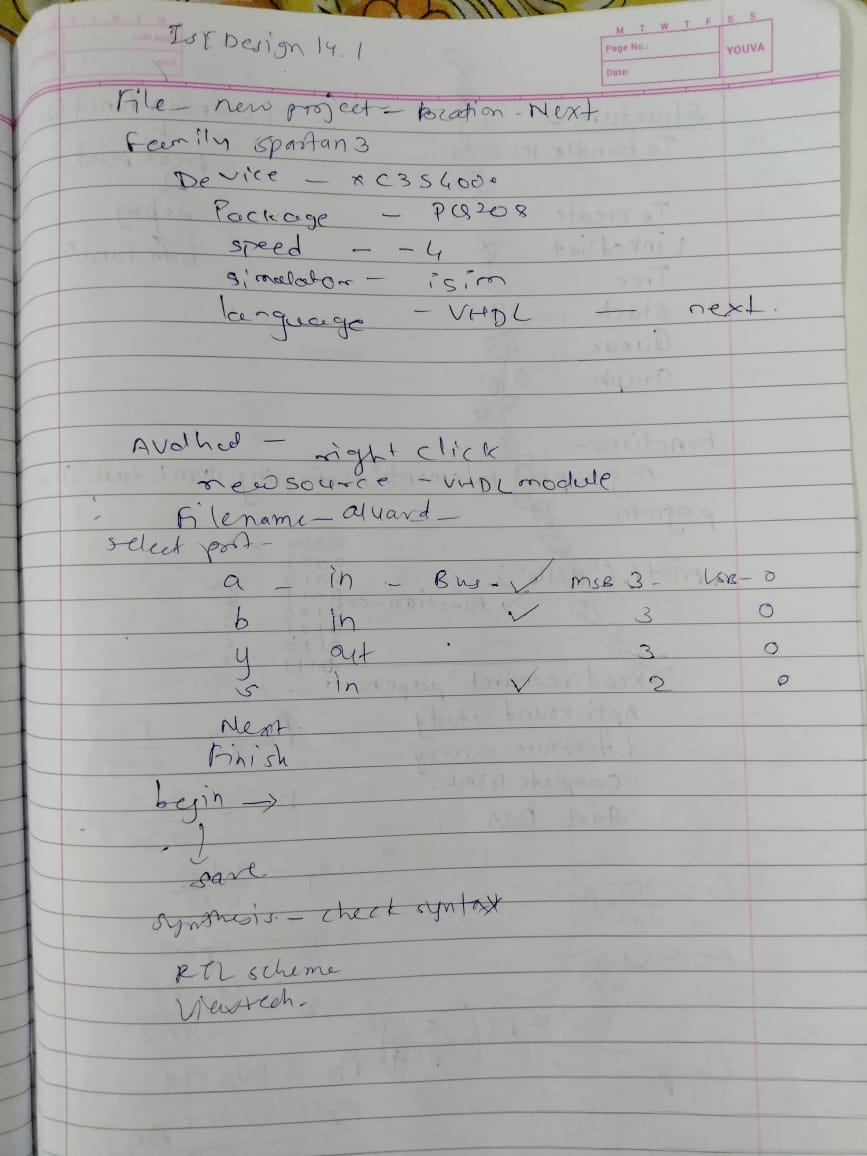 M T W T F S S
Page No.:
Date:
YOUVA
ISE Design 14.1
File - new project - location - Next
Family spartan3
Device - xC3S400
Package - PQ208
speed - -4
simulator - isim
language - VHDL - next.
Avdhed - right click
new source - VHDL module
Filename - aluavd -
select port -
a - in - Bus - ✓ MSB 3 - LSB - 0
b in ✓ 3 0
y out 3 0
s in ✓ 2 0
Next.
Finish
begin →
↓
save
synthesis - check syntax
RTL scheme
Viewtech.